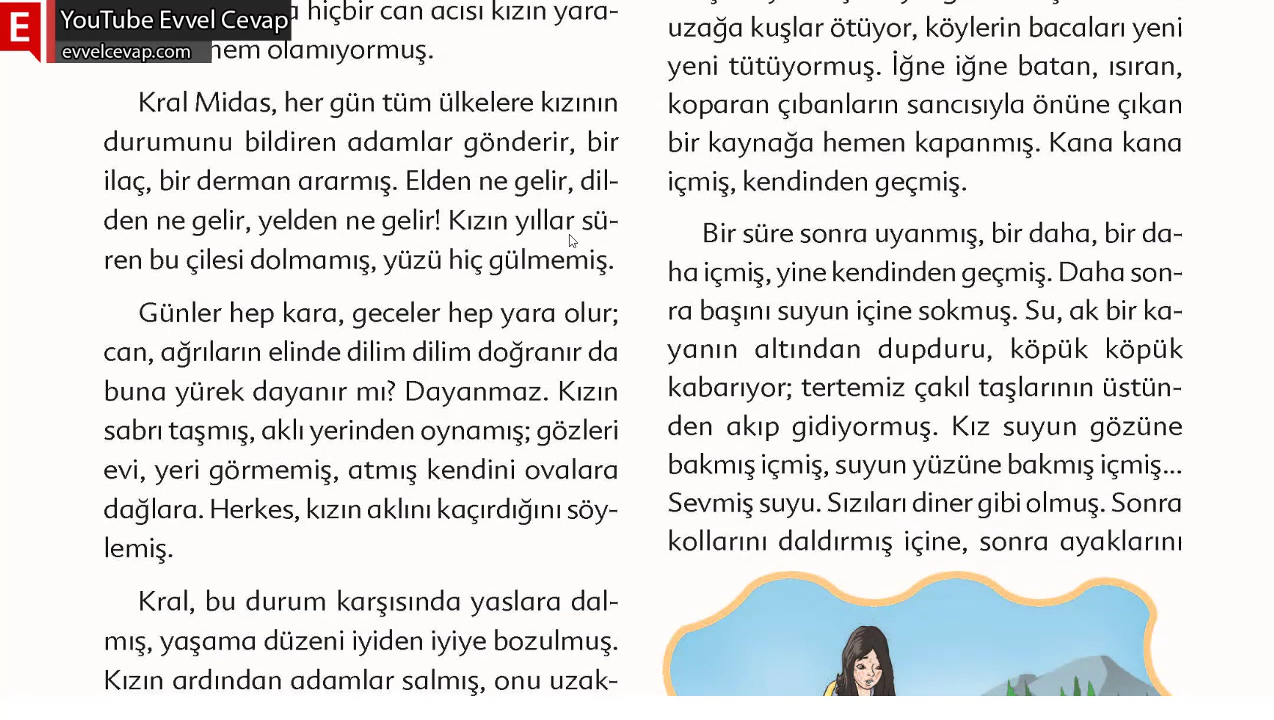 YouTube Evvel Cevap
evvelcevap.com
E
hiçbir can acısı kızın yara-
olamıyormuş.
Kral Midas, her gün tüm ülkelere kızının
durumunu bildiren adamlar gönderir, bir
ilaç, bir derman ararmış. Elden ne gelir, dil-
den ne gelir, yelden ne gelir! Kızın yıllar sü-
ren bu çilesi dolmamış, yüzü hiç gülmemiş.
Günler hep kara, geceler hep yara olur;
can, ağrıların elinde dilim dilim doğranır da
buna yürek dayanır mı? Dayanmaz. Kızın
sabrı taşmış, aklı yerinden oynamış; gözleri
evi, yeri görmemiş, atmış kendini ovalara
dağlara. Herkes, kızın aklını kaçırdığını söy-
lemiş.
Kral, bu durum karşısında yaslara dal-
mış, yaşama düzeni iyiden iyiye bozulmuş.
Kızın ardından adamlar salmış, onu uzak-
uzağa kuşlar ötüyor, köylerin bacaları yeni
yeni tütüyormuş. İğne iğne batan, ısıran,
koparan çıbanların sancısıyla önüne çıkan
bir kaynağa hemen kapanmış. Kana kana
içmiş, kendinden geçmiş.
Bir süre sonra uyanmış, bir daha, bir da-
ha içmiş, yine kendinden geçmiş. Daha son-
ra başını suyun içine sokmuş. Su, ak bir ka-
yanın altından dupduru, köpük köpük
kabarıyor; tertemiz çakıl taşlarının üstün-
den akıp gidiyormuş. Kız suyun gözüne
bakmış içmiş, suyun yüzüne bakmış içmiş...
Sevmiş suyu. Sızıları diner gibi olmuş. Sonra
kollarını daldırmış içine, sonra ayaklarını